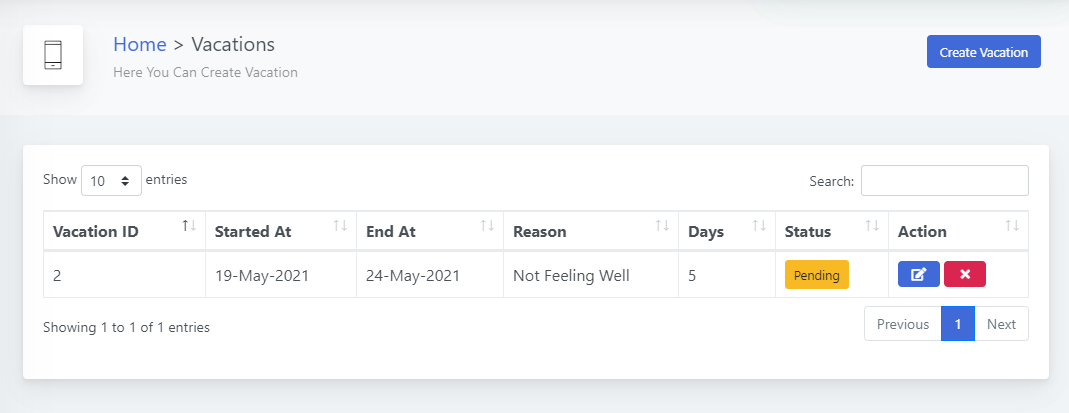 Home > Vacations
Create Vacation
Here You Can Create Vacation
Show 10 entries
Search:
Vacation ID Started At End At Reason Days Status Action
2 19-May-2021 24-May-2021 Not Feeling Well 5 Pending
Showing 1 to 1 of 1 entries
Previous 1 Next